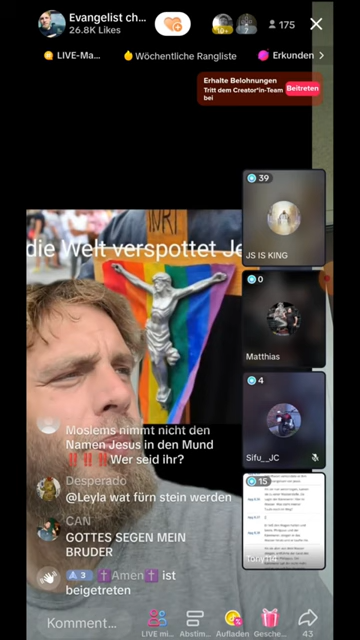 Evangelist ch...
26.8K Likes
10+
7
175
LIVE-Ma...
Wöchentliche Rangliste
Erkunden
Erhalte Belohnungen
Tritt dem Creator*in-Team bei
Beitreten
39
JS IS KING
WORT
die Welt verspottet Je
0
Matthias
4
Sifu__JC
15
Moslems nimmt nicht den
Namen Jesus in den Mund
‼️‼️‼️Wer seid ihr?
Desperado
@Leyla wat fürn stein werden
CAN
GOTTES SEGEN MEIN
BRUDER
3 ✝️Amen✝️ ist
beigetreten
Komment...
LIVE mi...
Abstim...
Aufladen
Gesche...
43